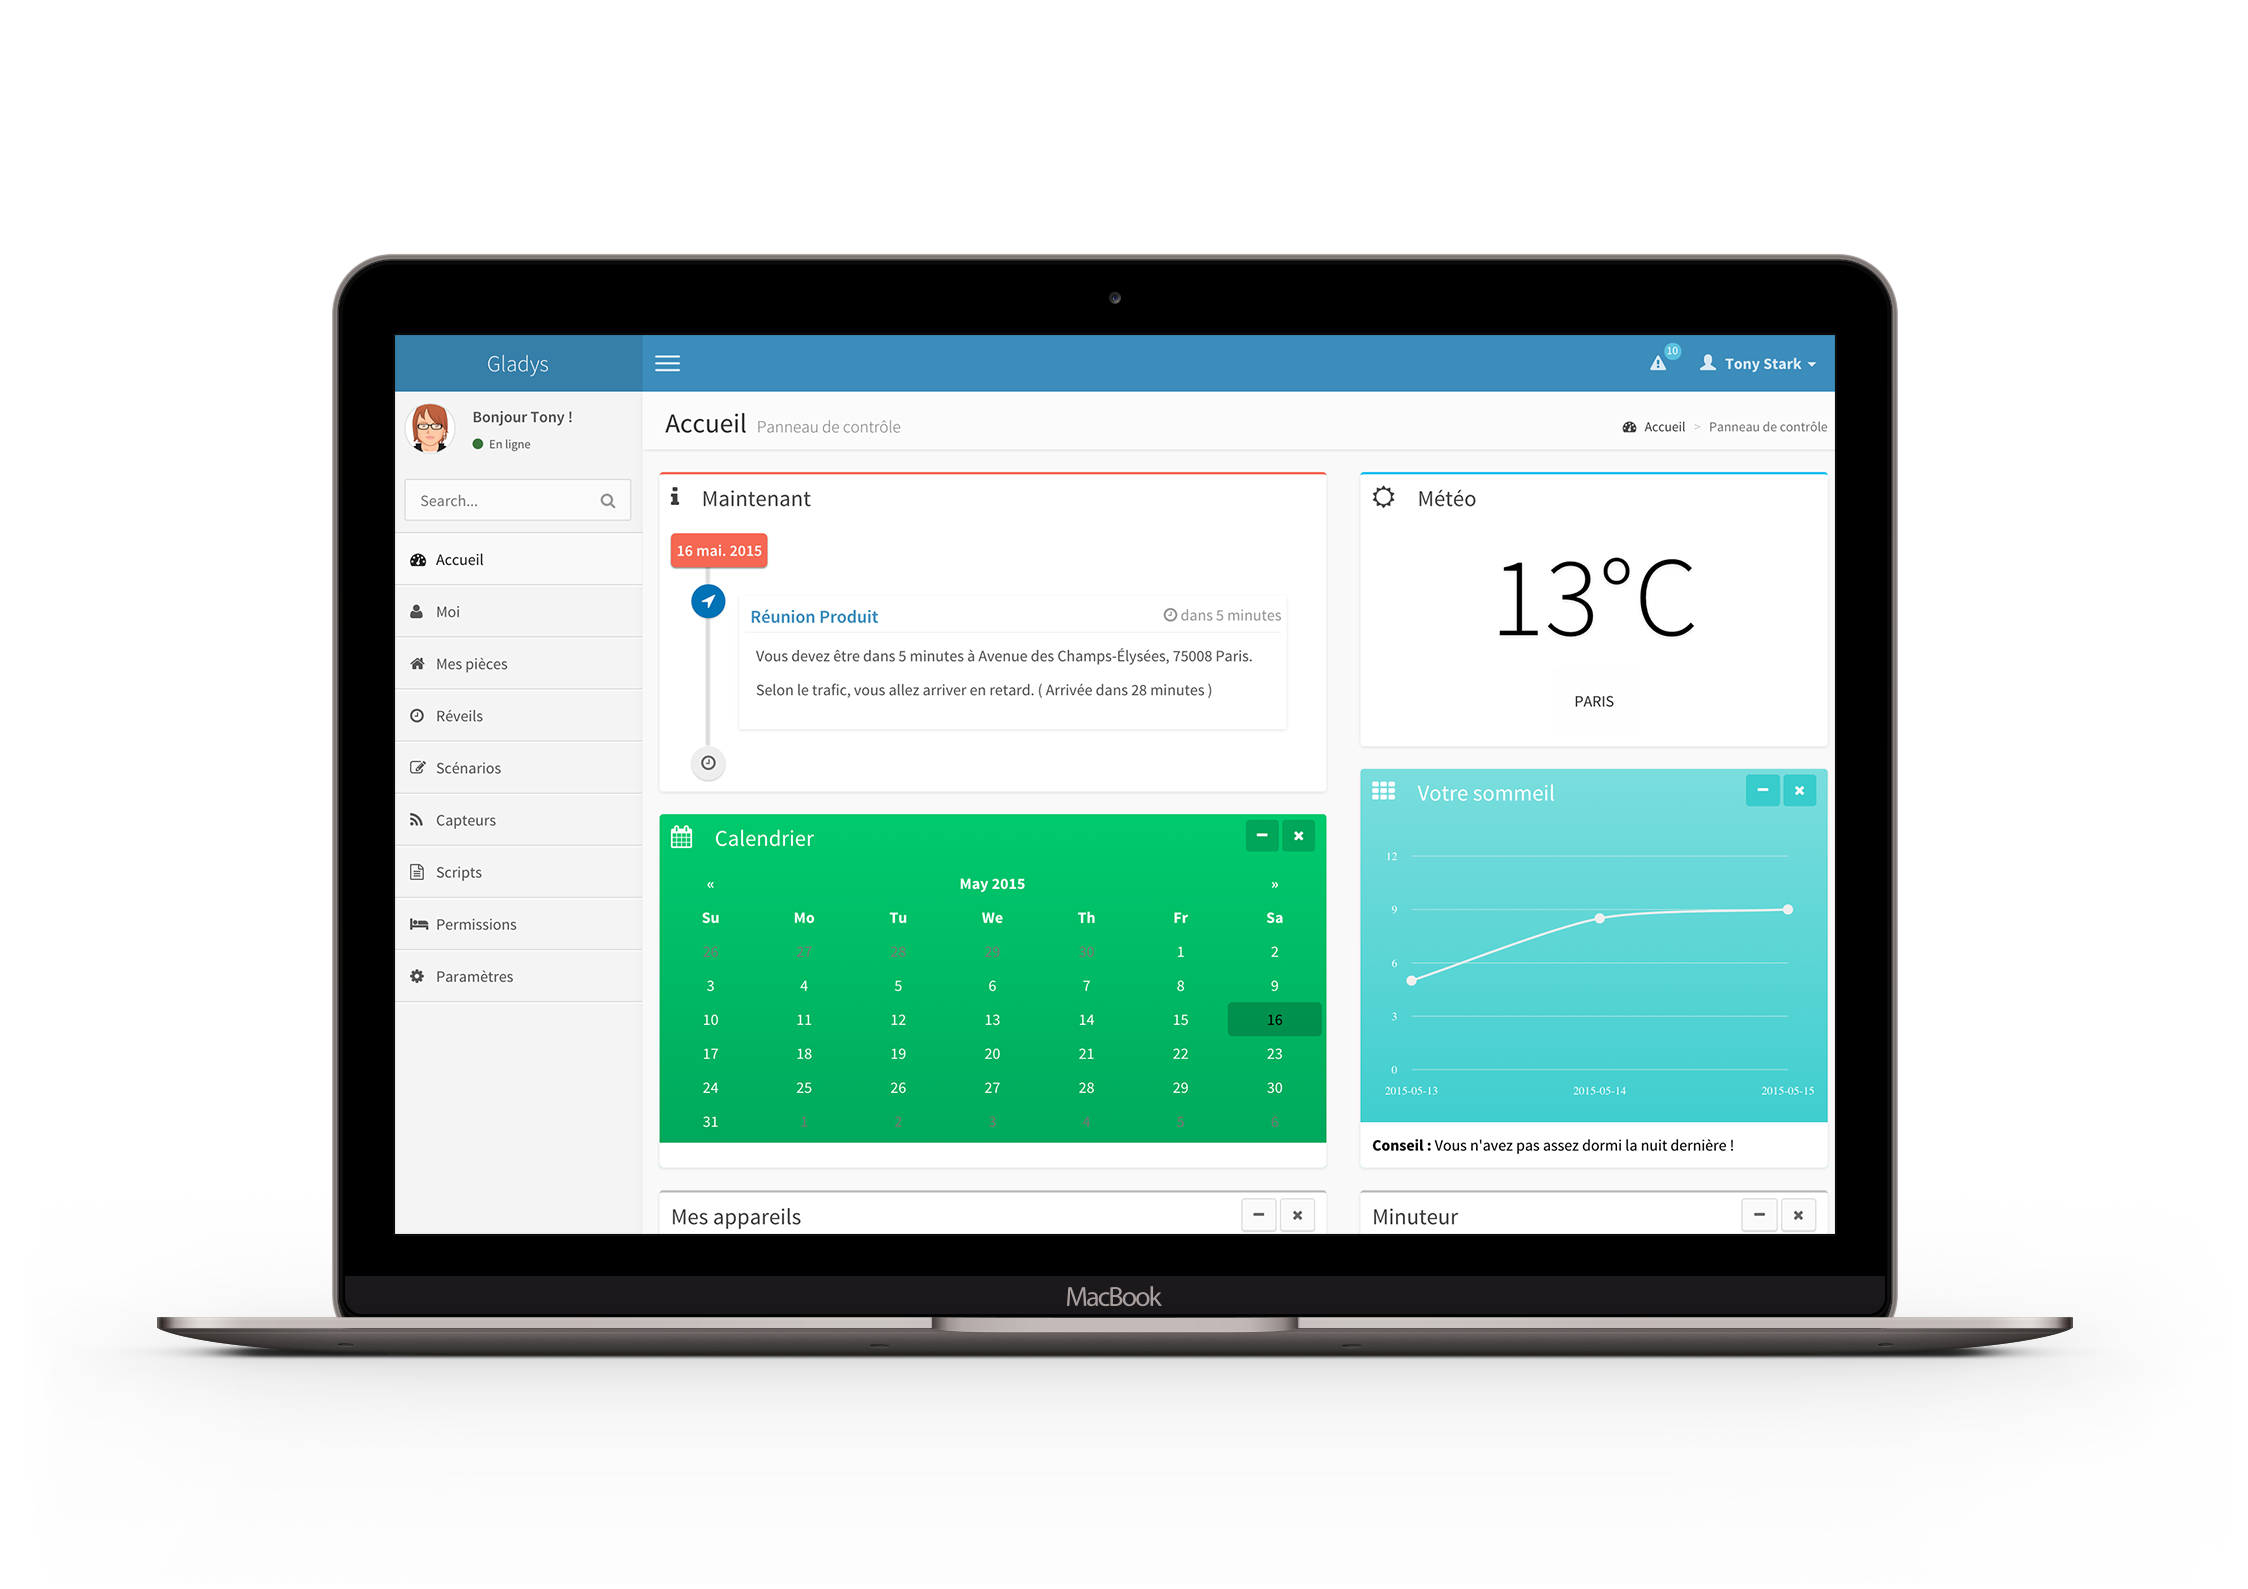 Gladys
10
Tony Stark
Bonjour Tony !
En ligne
Search...
Accueil
Moi
Mes pièces
Réveils
Scénarios
Capteurs
Scripts
Permissions
Paramètres
Accueil Panneau de contrôle
Accueil > Panneau de contrôle
Maintenant
16 mai. 2015
Réunion Produit
dans 5 minutes
Vous devez être dans 5 minutes à Avenue des Champs-Élysées, 75008 Paris.
Selon le trafic, vous allez arriver en retard. ( Arrivée dans 28 minutes )
Météo
13°C
PARIS
Calendrier
« May 2015 »
Su Mo Tu We Th Fr Sa
26 27 28 29 30 1 2
3 4 5 6 7 8 9
10 11 12 13 14 15 16
17 18 19 20 21 22 23
24 25 26 27 28 29 30
31 1 2 3 4 5 6
Votre sommeil
12
9
6
3
0
2015-05-13 2015-05-14 2015-05-15
Conseil : Vous n'avez pas assez dormi la nuit dernière !
Mes appareils
Minuteur
MacBook